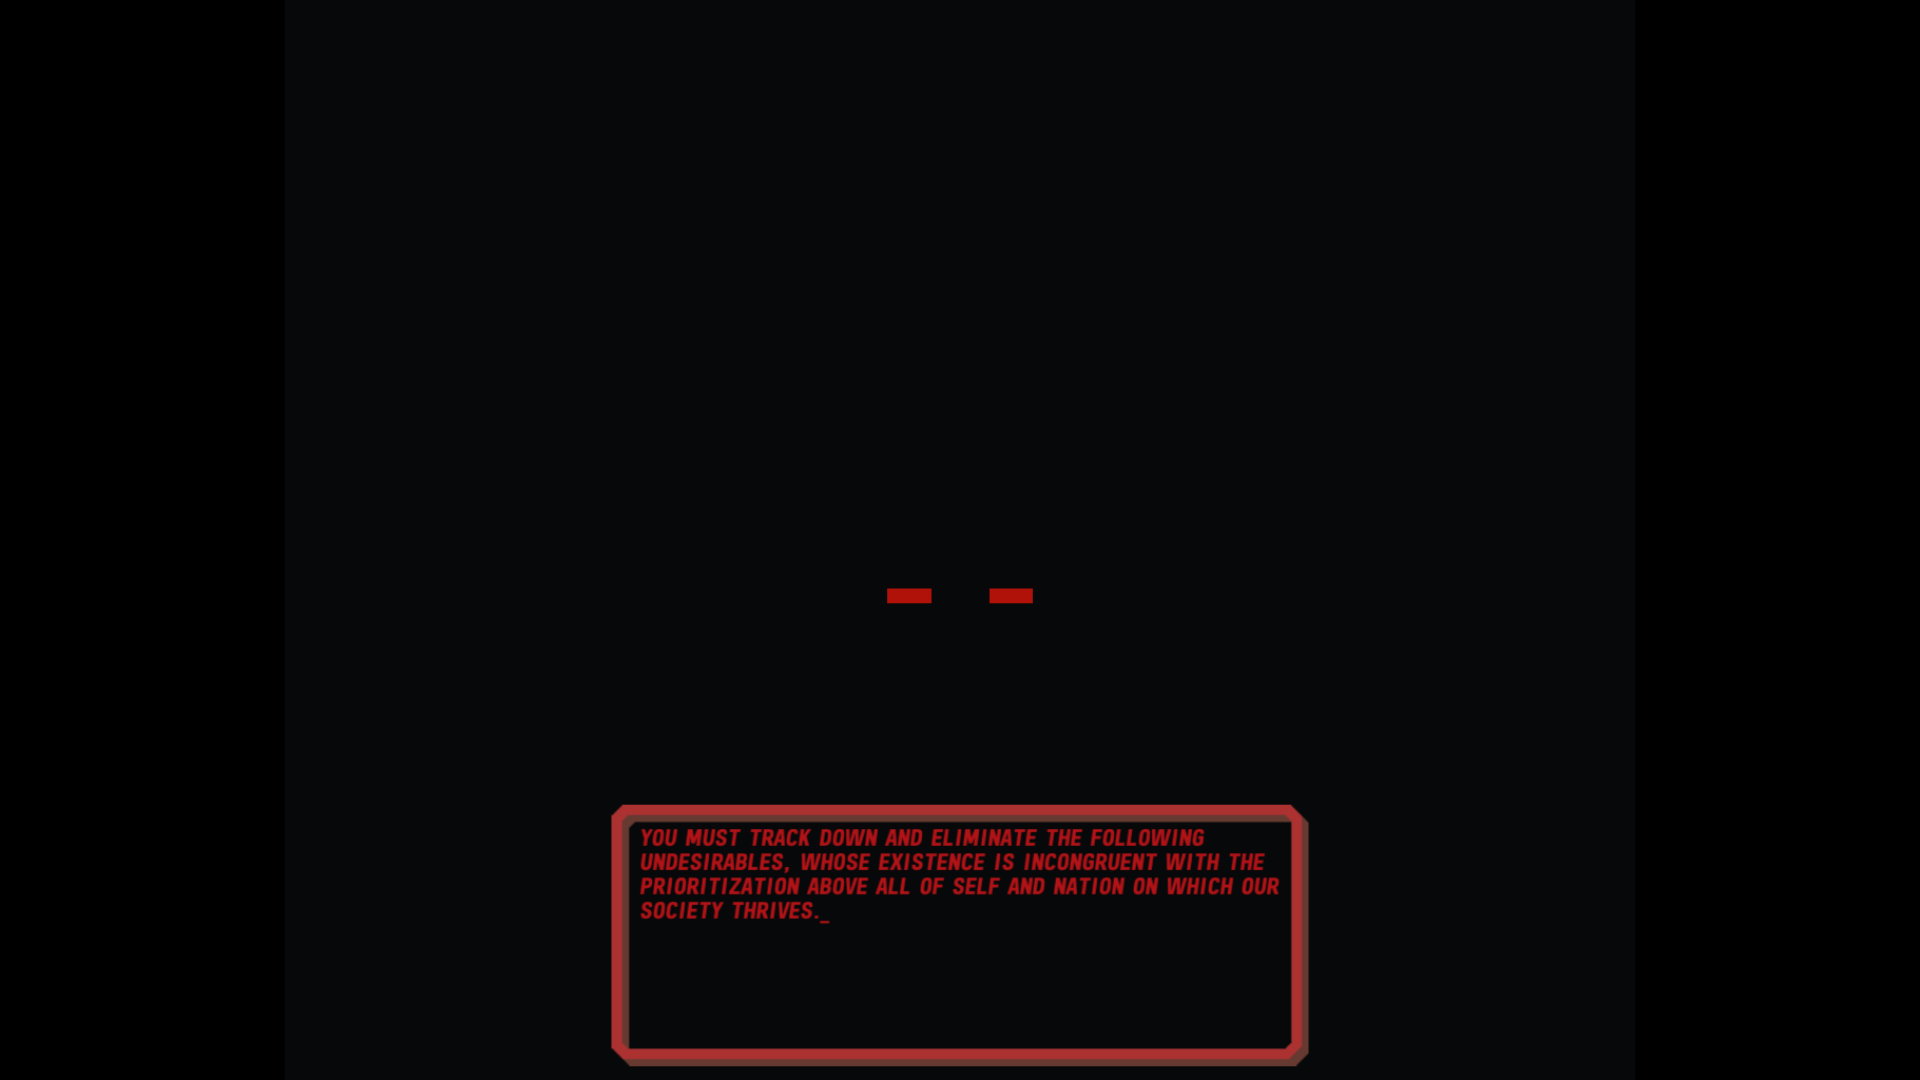 YOU MUST TRACK DOWN AND ELIMINATE THE FOLLOWING
UNDESIRABLES, WHOSE EXISTENCE IS INCONGRUENT WITH THE
PRIORITIZATION ABOVE ALL OF SELF AND NATION ON WHICH OUR
SOCIETY THRIVES._